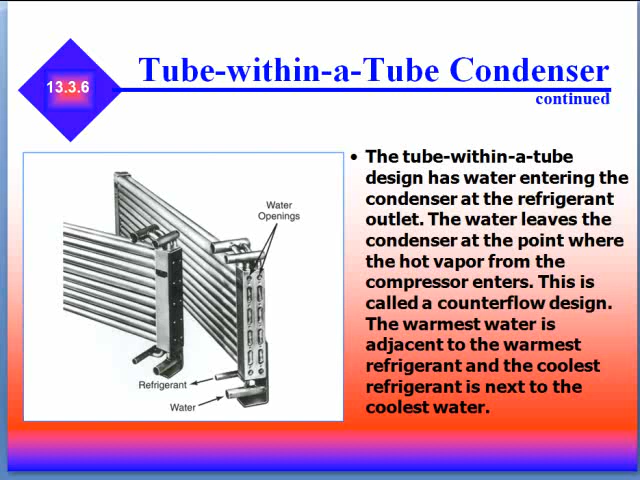 Tube-within-a-Tube Condenser
13.3.6
continued
• The tube-within-a-tube
design has water entering the
condenser at the refrigerant
outlet. The water leaves the
condenser at the point where
the hot vapor from the
compressor enters. This is
called a counterflow design.
The warmest water is
adjacent to the warmest
refrigerant and the coolest
refrigerant is next to the
coolest water.
Water
Openings
Refrigerant
Water